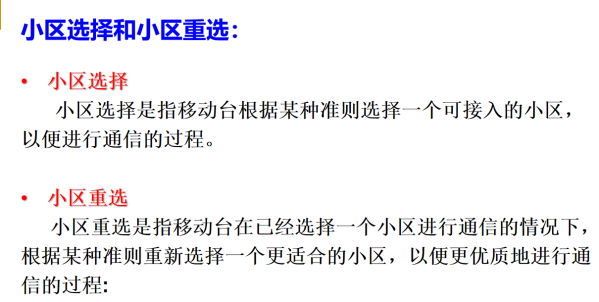 小区选择和小区重选：
• 小区选择
小区选择是指移动台根据某种准则选择一个可接入的小区，
以便进行通信的过程。
• 小区重选
小区重选是指移动台在已经选择一个小区进行通信的情况下，
根据某种准则重新选择一个更适合的小区，以便更优质地进行通
信的过程: